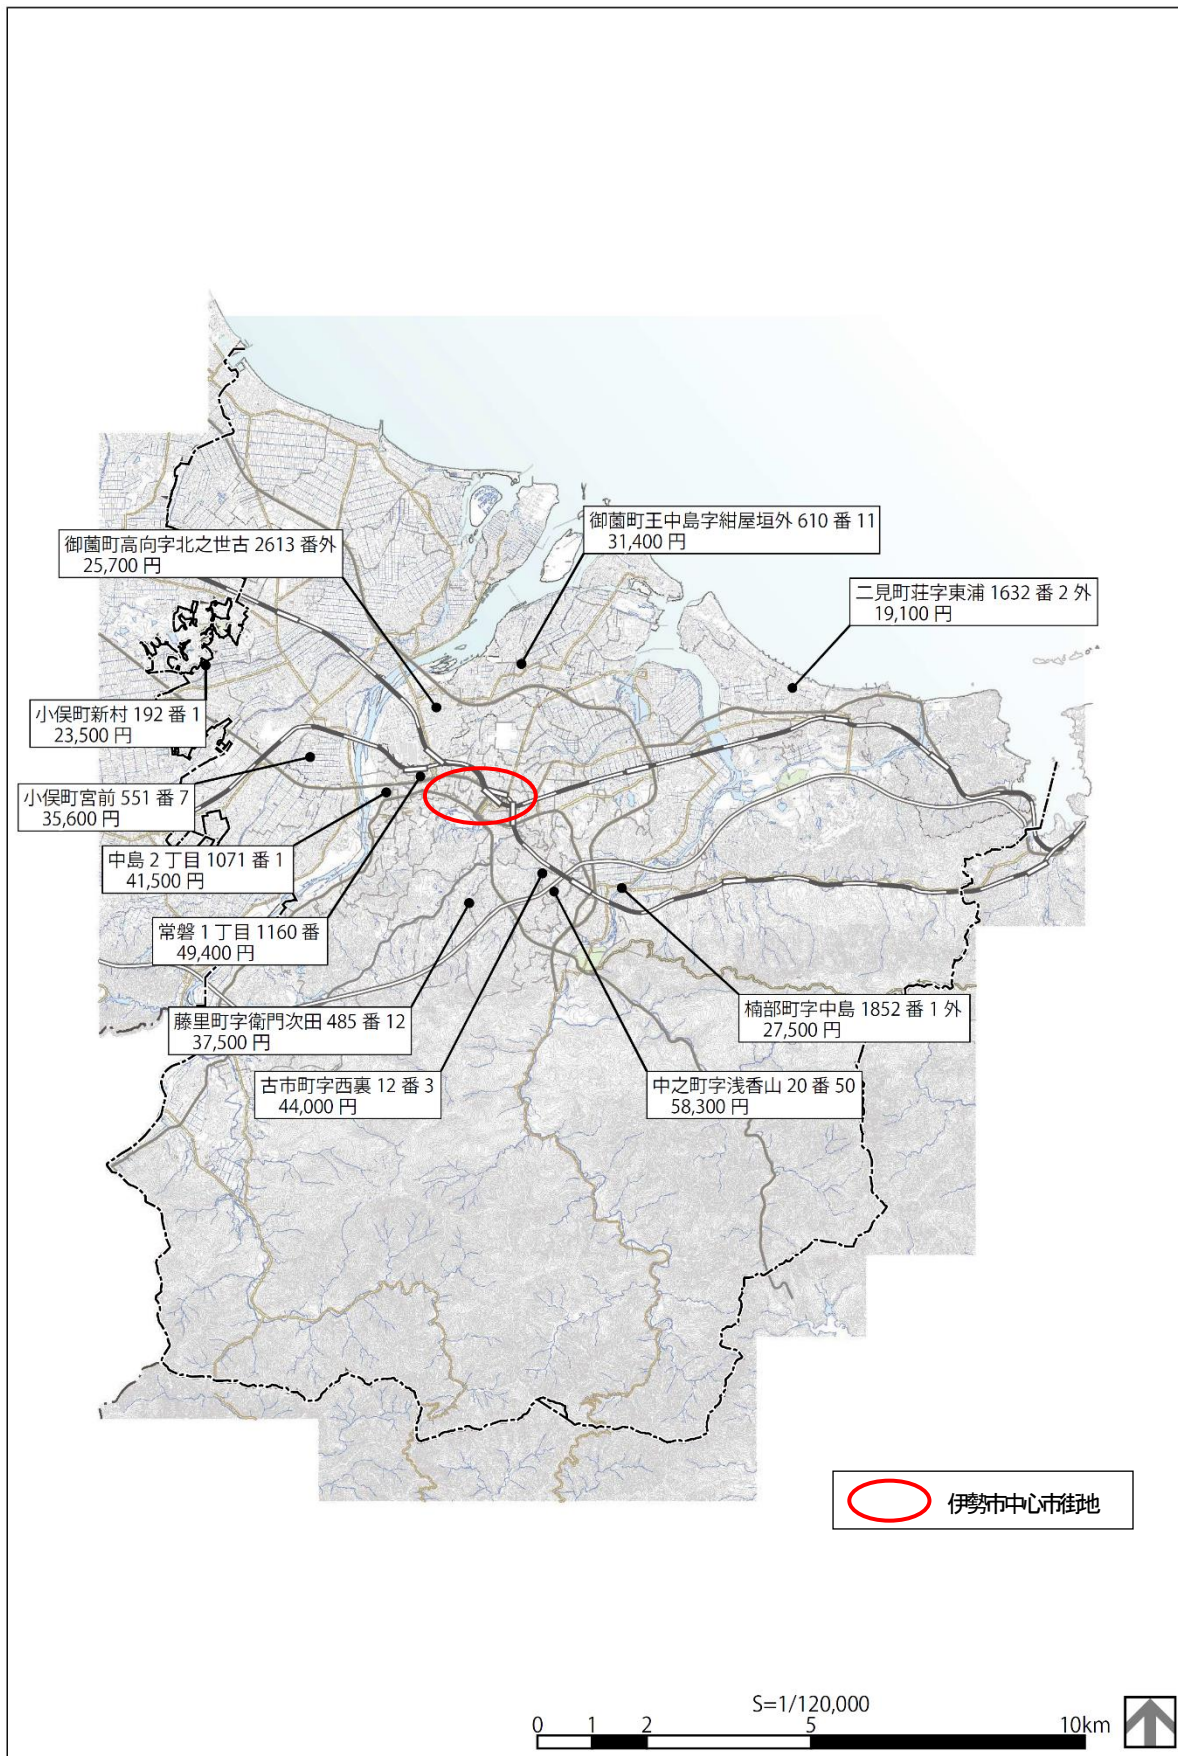 御薗町王中島字紺屋垣外 610 番 11
31,400 円
御薗町高向字北之世古 2613 番外
25,700 円
二見町荘字東浦 1632 番 2 外
19,100 円
小俣町新村 192 番 1
23,500 円
小俣町宮前 551 番 7
35,600 円
中島 2 丁目 1071 番 1
41,500 円
常磐 1 丁目 1160 番
49,400 円
藤里町字衛門次田 485 番 12
37,500 円
楠部町字中島 1852 番 1 外
27,500 円
古市町字西裏 12 番 3
44,000 円
中之町字浅香山 20 番 50
58,300 円
伊勢市中心市街地
S=1/120,000
0 1 2 5 10km